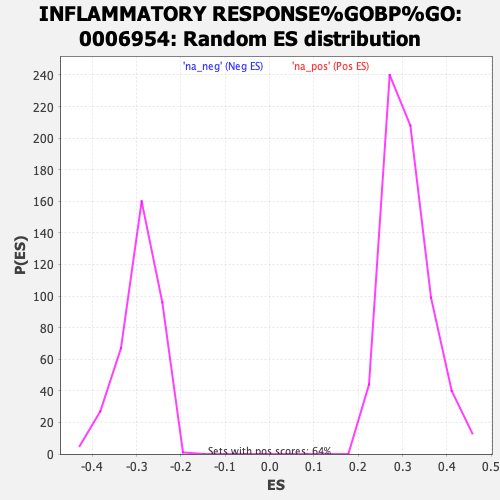 INFLAMMATORY RESPONSE%GOBP%GO:
0006954: Random ES distribution
'na_neg' (Neg ES) 'na_pos' (Pos ES)
240
220
200
180
160
140
120
100
80
60
40
20
0
P(ES)
Sets with pos scores: 64%
-0.4 -0.3 -0.2 -0.1 0.0 0.1 0.2 0.3 0.4 0.5
ES